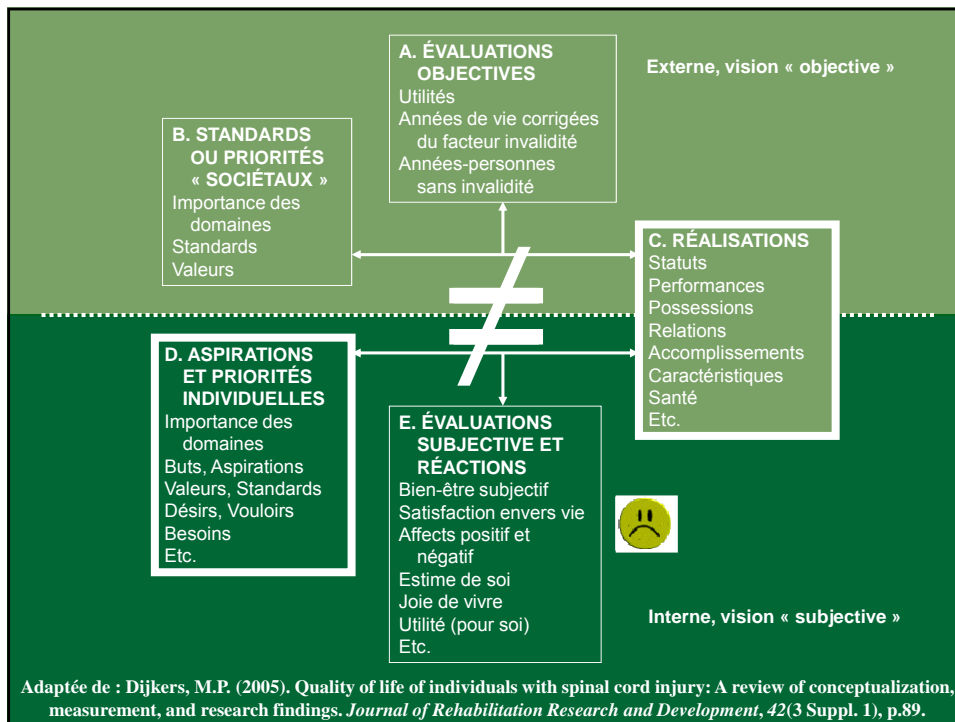 A. ÉVALUATIONS
OBJECTIVES
Utilités
Années de vie corrigées
du facteur invalidité
Années-personnes
sans invalidité
Externe, vision « objective »
B. STANDARDS
OU PRIORITÉS
« SOCIÉTAUX »
Importance des
domaines
Standards
Valeurs
C. RÉALISATIONS
Statuts
Performances
Possessions
Relations
Accomplissements
Caractéristiques
Santé
Etc.
D. ASPIRATIONS
ET PRIORITÉS
INDIVIDUELLES
Importance des
domaines
Buts, Aspirations
Valeurs, Standards
Désirs, Vouloirs
Besoins
Etc.
E. ÉVALUATIONS
SUBJECTIVE ET
RÉACTIONS
Bien-être subjectif
Satisfaction envers vie
Affects positif et
négatif
Estime de soi
Joie de vivre
Utilité (pour soi)
Etc.
Interne, vision « subjective »
Adaptée de : Dijkers, M.P. (2005). Quality of life of individuals with spinal cord injury: A review of conceptualization,
measurement, and research findings. Journal of Rehabilitation Research and Development, 42(3 Suppl. 1), p.89.